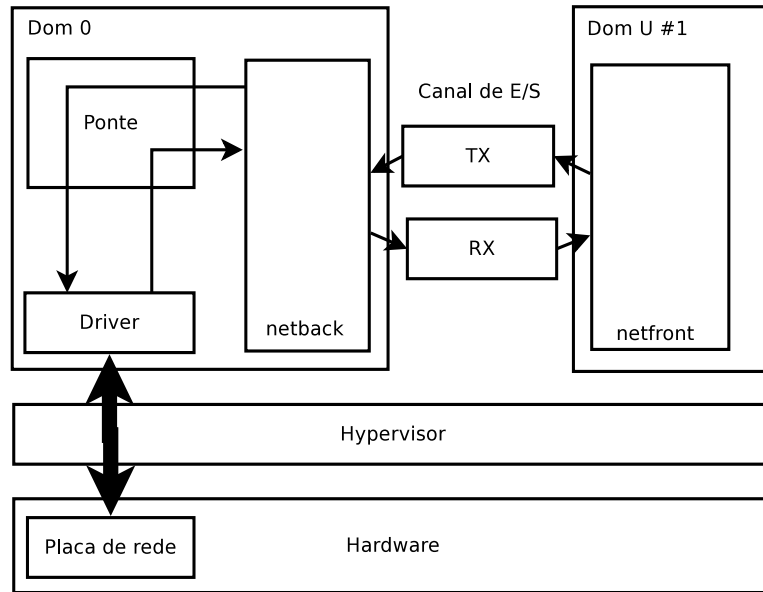 Dom 0
Dom U #1
Ponte
Canal de E/S
TX
RX
Driver
netback
netfront
Hypervisor
Placa de rede
Hardware